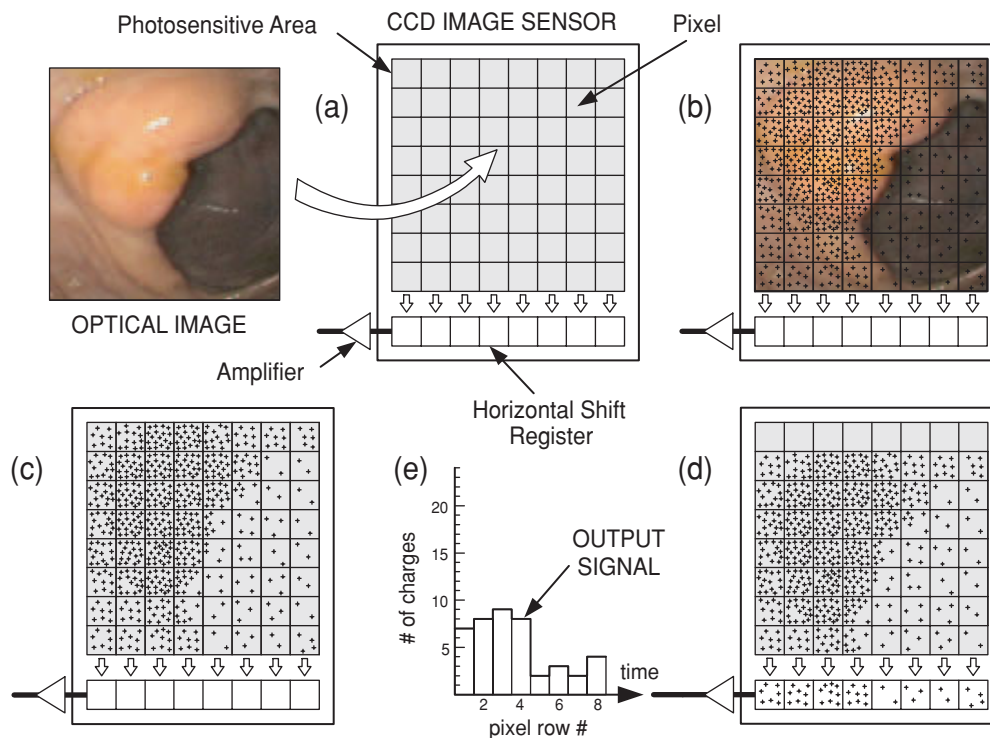 Photosensitive Area
CCD IMAGE SENSOR
Pixel
(a)
(b)
OPTICAL IMAGE
Amplifier
Horizontal Shift
Register
(c)
(e)
(d)
20
15
10
5
# of charges
OUTPUT
SIGNAL
time
2 4 6 8
pixel row #